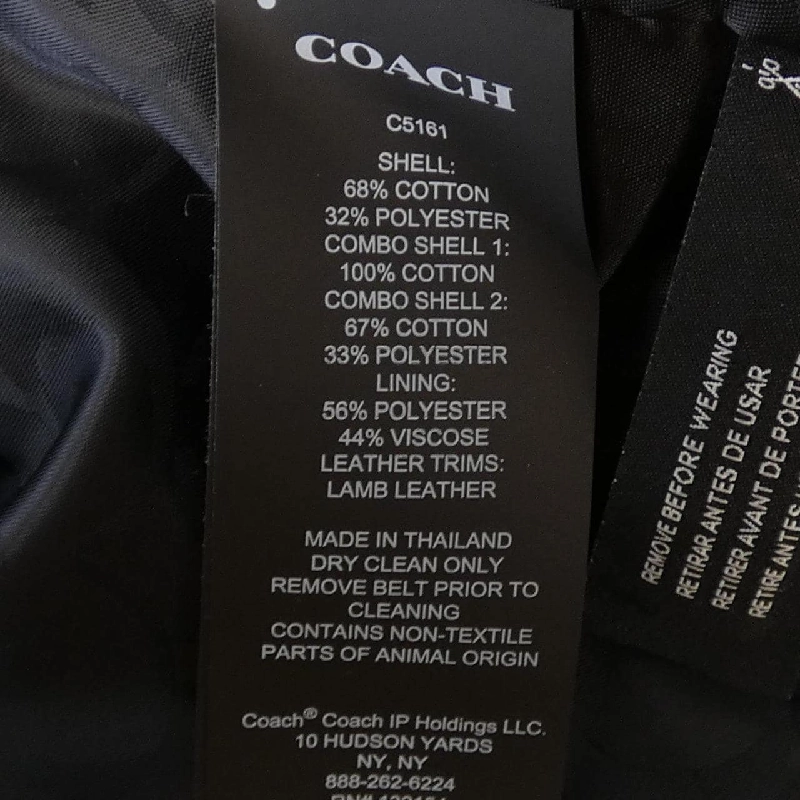 COACH
C5161
SHELL:
68% COTTON
32% POLYESTER
COMBO SHELL 1:
100% COTTON
COMBO SHELL 2:
67% COTTON
33% POLYESTER
LINING:
56% POLYESTER
44% VISCOSE
LEATHER TRIMS:
LAMB LEATHER
MADE IN THAILAND
DRY CLEAN ONLY
REMOVE BELT PRIOR TO
CLEANING
CONTAINS NON-TEXTILE
PARTS OF ANIMAL ORIGIN
Coach® Coach IP Holdings LLC.
10 HUDSON YARDS
NY, NY
888-262-6224
REMOVE BEFORE WEARING
RETIRAR ANTES DE USAR
RETIRER AVANT DE PORTE
RETIRE ANTES